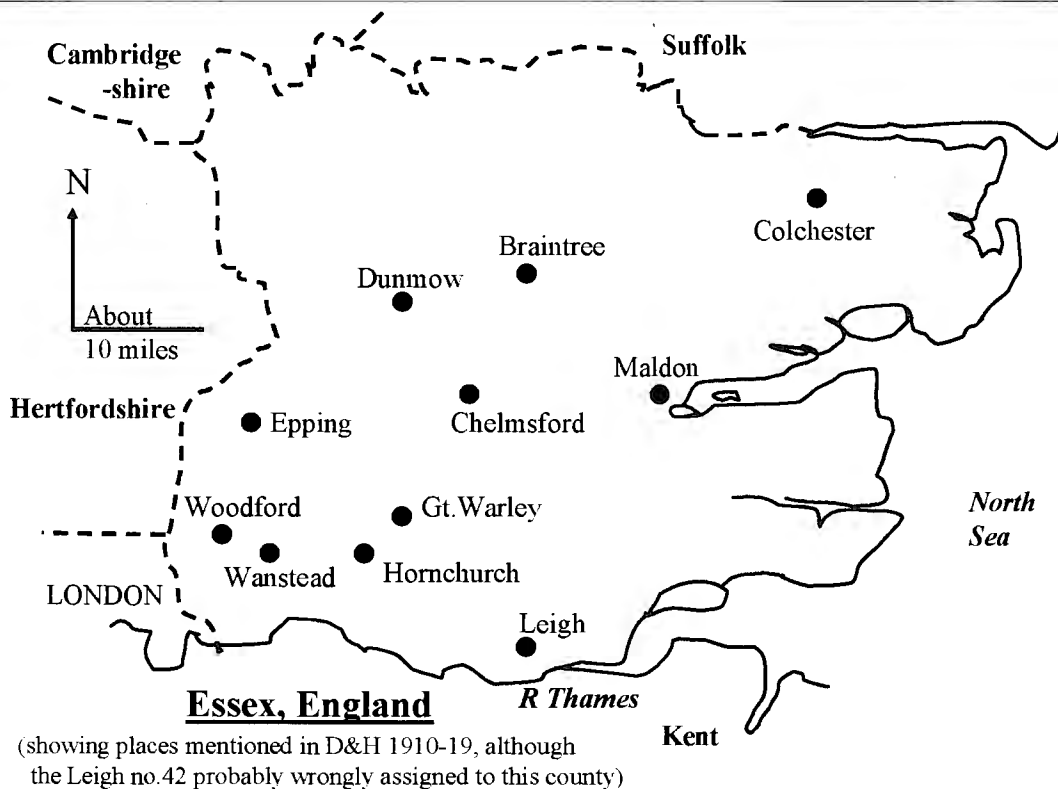 Cambridge
-shire
Suffolk
N
Colchester
Braintree
Dunmow
About
10 miles
Maldon
Hertfordshire
Epping
Chelmsford
Woodford
Gt.Warley
North
Sea
Wanstead
Hornchurch
LONDON
Leigh
Essex, England
R Thames
Kent
(showing places mentioned in D&H 1910-19, although
the Leigh no.42 probably wrongly assigned to this county)